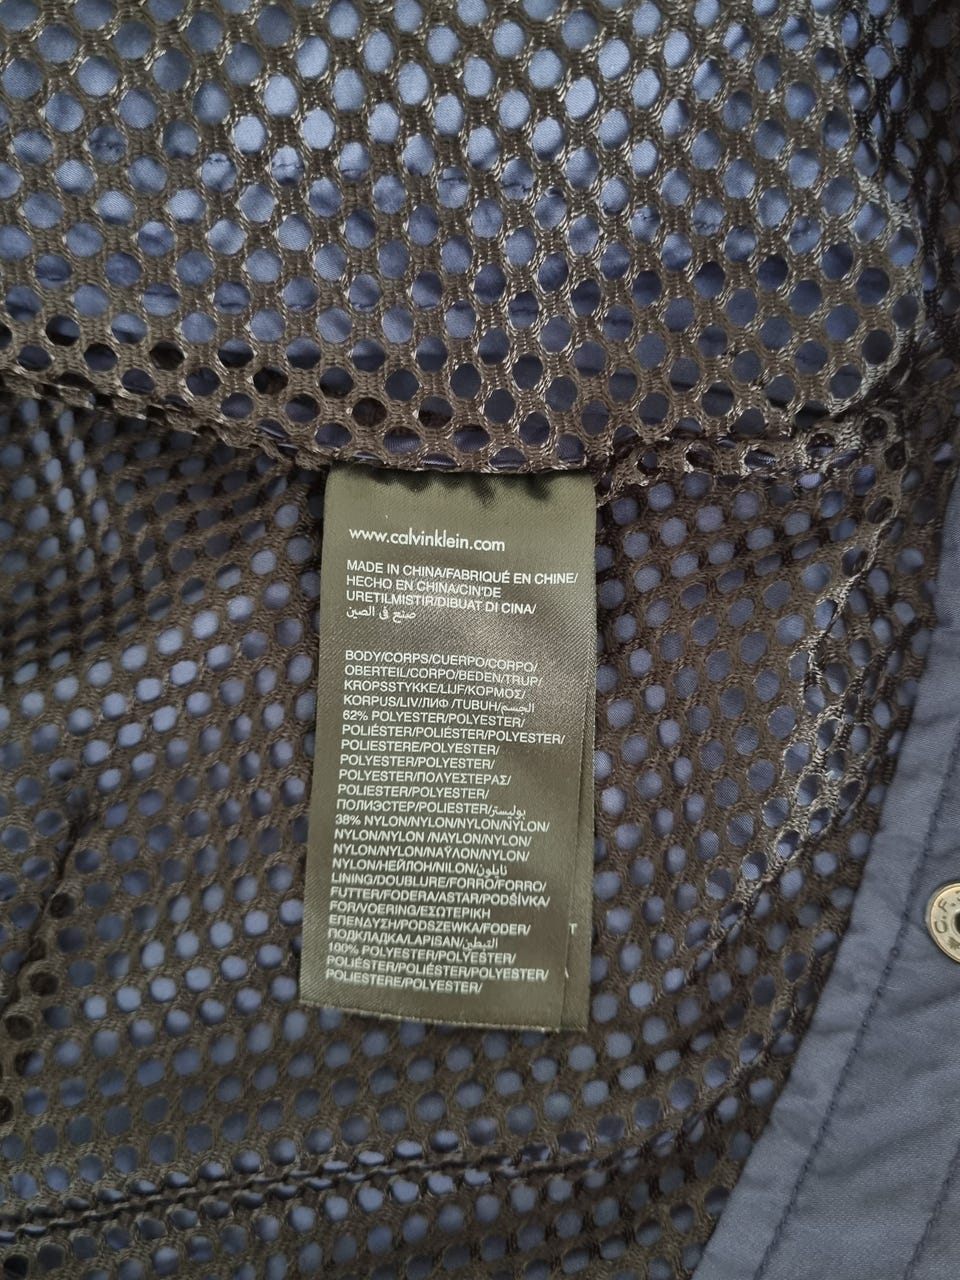 www.calvinklein.com
MADE IN CHINA/FABRIQUÉ EN CHINE/
HECHO EN CHINA/CIN'DE
URETILMISTIR/DIBUAT DI CINA/
صنع في الصين
BODY/CORPS/CUERPO/CORPO/
OBERTEIL/CORPO/BEDEN/TRUP/
KROPSSTYKKE/LIJF/ΚΟΡΜΟΣ/
KORPUS/LIV/ЛИФ /TUBUH/الجسم
62% POLYESTER/POLYESTER/
POLIÉSTER/POLIÉSTER/POLYESTER/
POLIESTERE/POLYESTER/
POLYESTER/POLYESTER/
POLYESTER/ΠΟΛΥΕΣΤΕΡΑΣ/
POLIESTER/POLYESTER/
ПОЛИЭСТЕР/POLIESTER/بوليستر
38% NYLON/NYLON/NYLON/NYLON/
NYLON/NYLON /NAYLON/NYLON/
NYLON/NYLON/ΝΑΫΛΟΝ/NYLON/
NYLON/НЕЙЛОН/NILON/نايلون
LINING/DOUBLURE/FORRO/FORRO/
FUTTER/FODERA/ASTAR/PODŠÍVKA/
FOR/VOERING/ΕΣΩΤΕΡΙΚΗ
ΕΠΕΝΔΥΣΗ/PODSZEWKA/FODER/
ПОДКЛАДКА/LAPISAN/التبطين
100% POLYESTER/POLYESTER/
POLIÉSTER/POLIÉSTER/POLYESTER/
POLIESTERE/POLYESTER/
T
C.F.